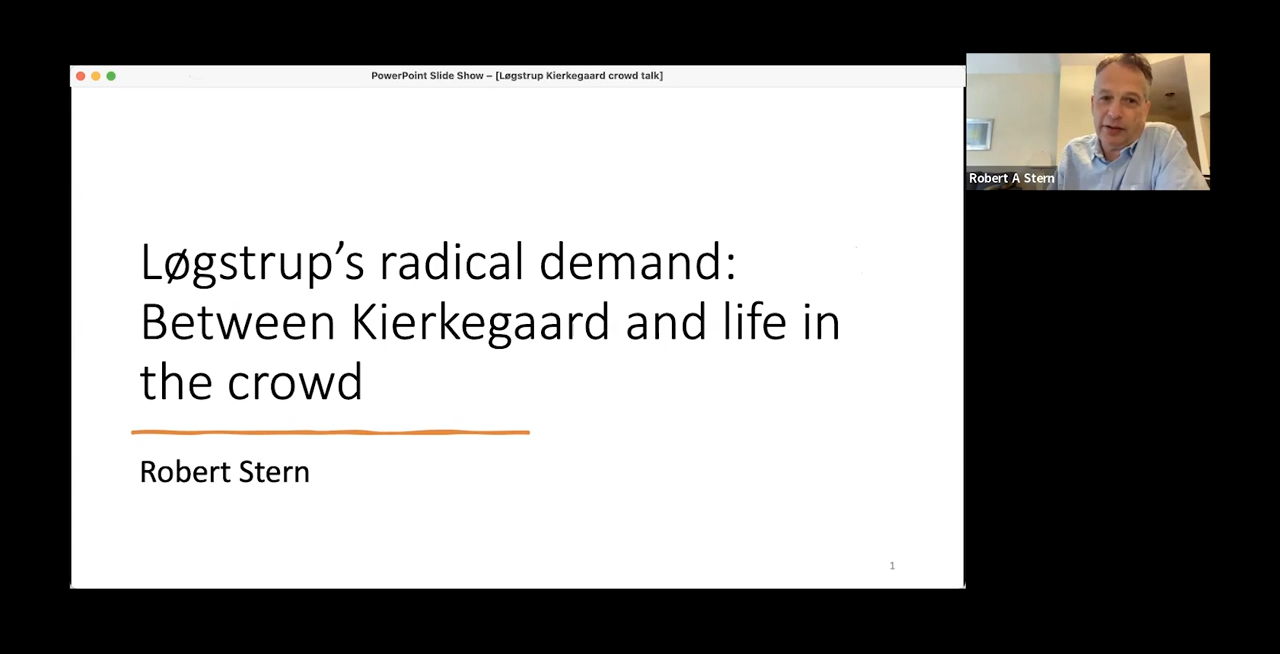 PowerPoint Slide Show – [Løgstrup Kierkegaard crowd talk]
Robert A Stern
Løgstrup’s radical demand:
Between Kierkegaard and life in
the crowd
Robert Stern
1